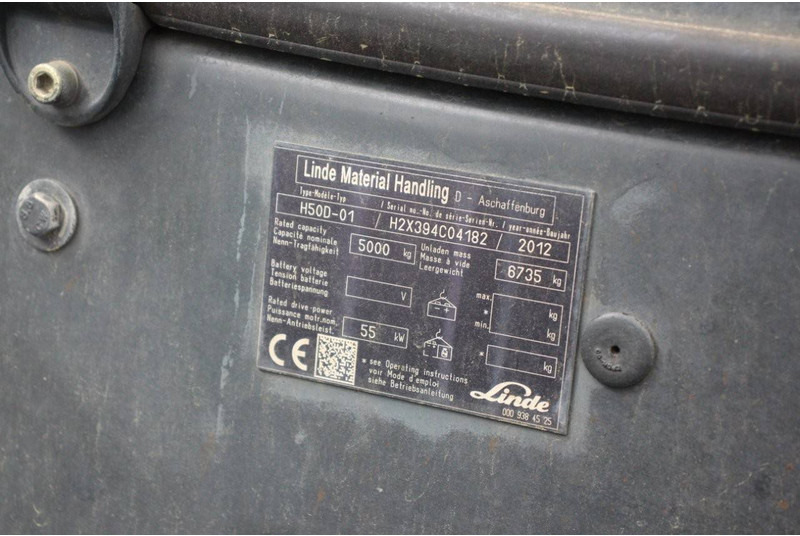 Linde Material Handling D - Aschaffenburg
Type-Modèle-Typ / Serial no.-No. de série-Serien-Nr. / year-année-Baujahr
H50D-01 / H2X394C04182 / 2012
Rated capacity
Capacité nominale
Nenn-Tragfähigkeit
5000 kg
Unladen mass
Masse à vide
Leergewicht
6735 kg
Battery voltage
Tension batterie
Batteriespannung
V
max.
*
min.
kg
kg
Rated drive-power
Puissance motr.nom.
Nenn-Antriebsleist.
55 kW
*
kg
CE
* see Operating instructions
voir Mode d'emploi
siehe Betriebsanleitung
Linde
000 938 45 25